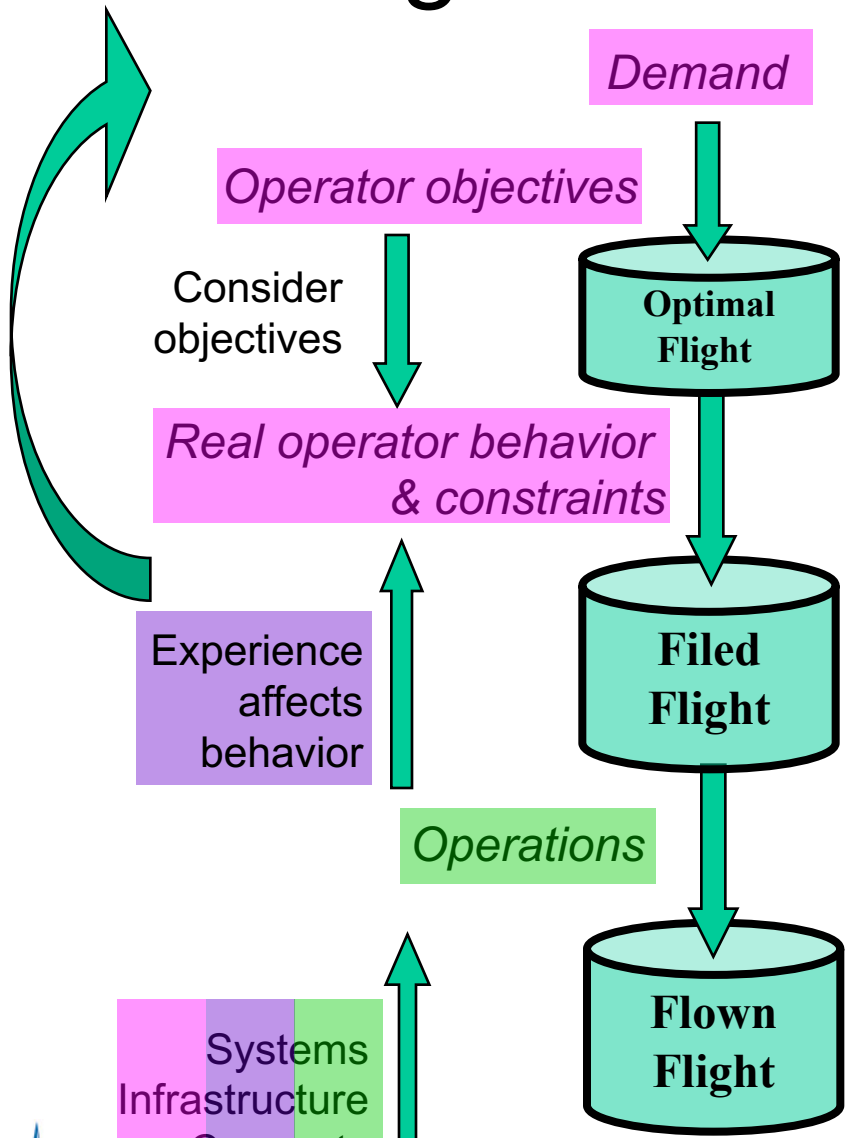 Demand
Operator objectives
Consider
objectives
Optimal
Flight
Real operator behavior
& constraints
Experience
affects
behavior
Filed
Flight
Operations
Systems
Infrastructure
Flown
Flight